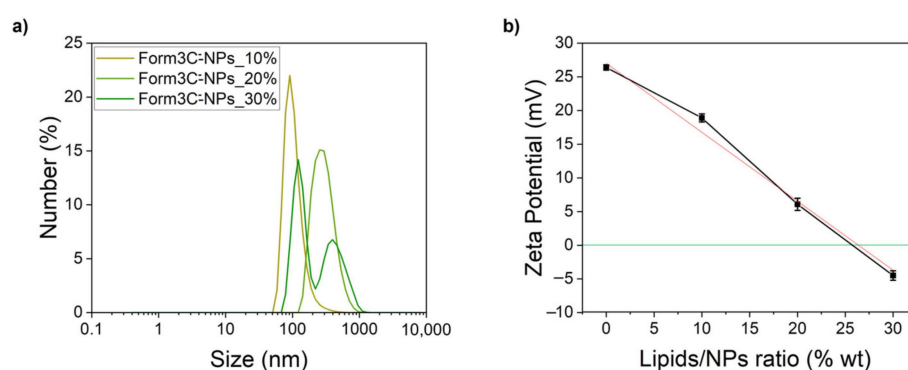 a)
25
20
15
10
5
0
Number (%)
Form3C-NPs_10%
Form3C-NPs_20%
Form3C-NPs_30%
0.1 1 10 100 1000 10,000
Size (nm)
b)
30
25
20
15
10
5
0
−5
−10
Zeta Potential (mV)
0 5 10 15 20 25 30
Lipids/NPs ratio (% wt)